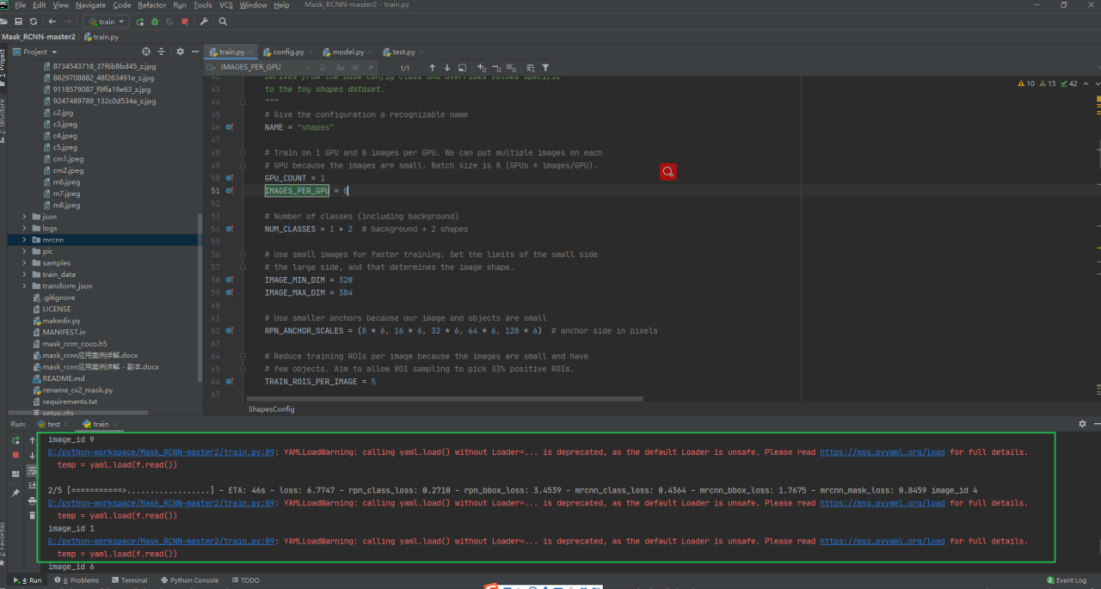 File Edit View Navigate Code Refactor Run Tools VCS Window Help Mask_RCNN-master2 - train.py
train
Mask_RCNN-master2 train.py
Project
train.py config.py model.py test.py
IMAGES_PER_GPU 1/1
10 15 42
8734543718_37f6b8bd45_z.jpg
8829708882_48f263491e_z.jpg
9118579087_f9ffa19e63_z.jpg
9247489789_132c0d534a_z.jpg
c2.jpg
c3.jpeg
c4.jpeg
c5.jpeg
cm1.jpeg
cm2.jpeg
m6.jpeg
m7.jpeg
m8.jpeg
json
logs
mrcnn
pic
samples
train_data
transform_json
.gitignore
LICENSE
makedir.py
MANIFEST.in
mask_rcnn_coco.h5
mask_rcnn应用案例详解.docx
mask_rcnn应用案例详解 - 副本.docx
README.md
rename_cv2_mask.py
requirements.txt
setup.cfg
42 Derives from the base Config class and overrides values specific
43 to the toy shapes dataset.
44 """
45 # Give the configuration a recognizable name
46 NAME = "shapes"
47
48 # Train on 1 GPU and 8 images per GPU. We can put multiple images on each
49 # GPU because the images are small. Batch size is 8 (GPUs * images/GPU).
50 GPU_COUNT = 1
51 IMAGES_PER_GPU = 8
52
53 # Number of classes (including background)
54 NUM_CLASSES = 1 + 2 # background + 2 shapes
55
56 # Use small images for faster training. Set the limits of the small side
57 # the large side, and that determines the image shape.
58 IMAGE_MIN_DIM = 320
59 IMAGE_MAX_DIM = 384
60
61 # Use smaller anchors because our image and objects are small
62 RPN_ANCHOR_SCALES = (8 * 6, 16 * 6, 32 * 6, 64 * 6, 128 * 6) # anchor side in pixels
63
64 # Reduce training ROIs per image because the images are small and have
65 # few objects. Aim to allow ROI sampling to pick 33% positive ROIs.
66 TRAIN_ROIS_PER_IMAGE = 5
67
ShapesConfig
Run: test train
image_id 9
D:/python-workspace/Mask_RCNN-master2/train.py:89: YAMLLoadWarning: calling yaml.load() without Loader=... is deprecated, as the default Loader is unsafe. Please read https://msg.pyyaml.org/load for full details.
temp = yaml.load(f.read())
2/5 [===========>..................] - ETA: 46s - loss: 6.7747 - rpn_class_loss: 0.2710 - rpn_bbox_loss: 3.4539 - mrcnn_class_loss: 0.4364 - mrcnn_bbox_loss: 1.7675 - mrcnn_mask_loss: 0.8459 image_id 4
D:/python-workspace/Mask_RCNN-master2/train.py:89: YAMLLoadWarning: calling yaml.load() without Loader=... is deprecated, as the default Loader is unsafe. Please read https://msg.pyyaml.org/load for full details.
temp = yaml.load(f.read())
image_id 1
D:/python-workspace/Mask_RCNN-master2/train.py:89: YAMLLoadWarning: calling yaml.load() without Loader=... is deprecated, as the default Loader is unsafe. Please read https://msg.pyyaml.org/load for full details.
temp = yaml.load(f.read())
image_id 6
4: Run 6: Problems Terminal Python Console TODO Event Log
1: Project
7: Structure
2: Favorites